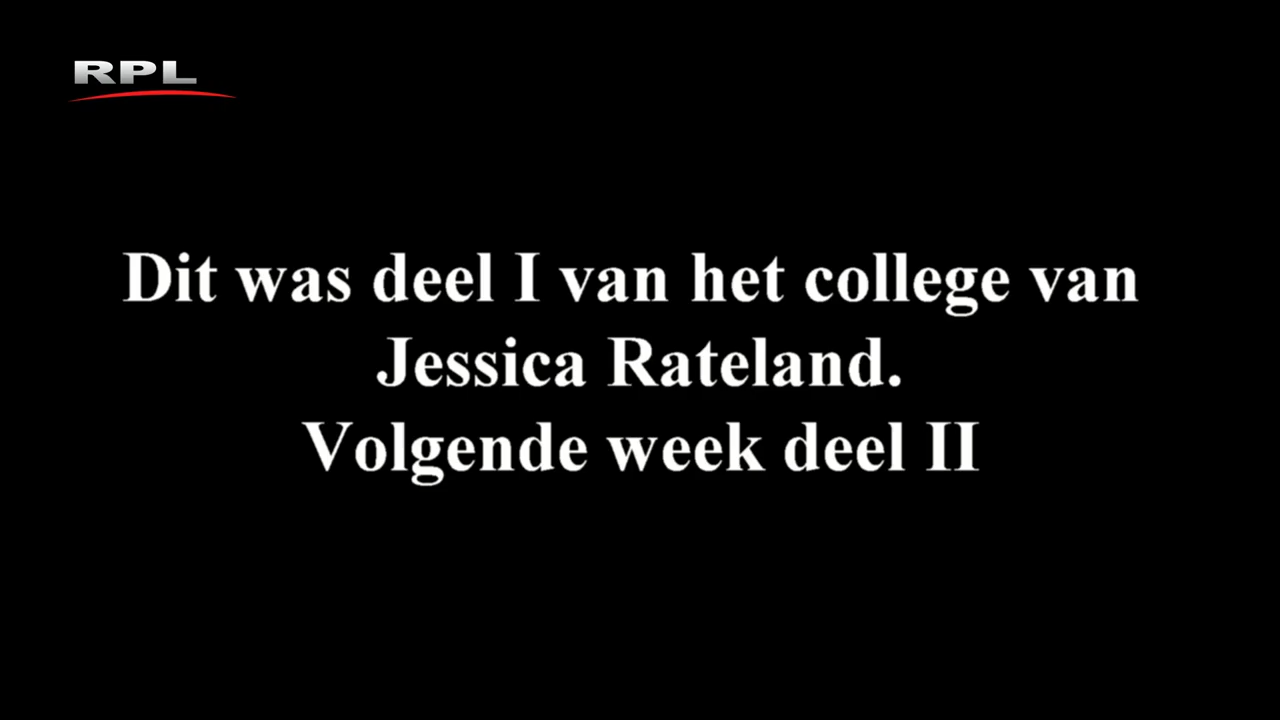 RPL
Dit was deel I van het college van
Jessica Rateland.
Volgende week deel II